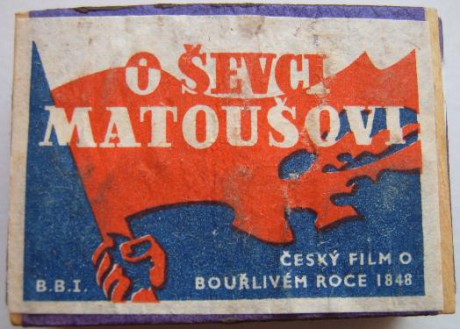 O ŠEVCI
MATOUŠOVI
ČESKÝ FILM O
B.B.I. BOUŘLIVÉM ROCE 1848